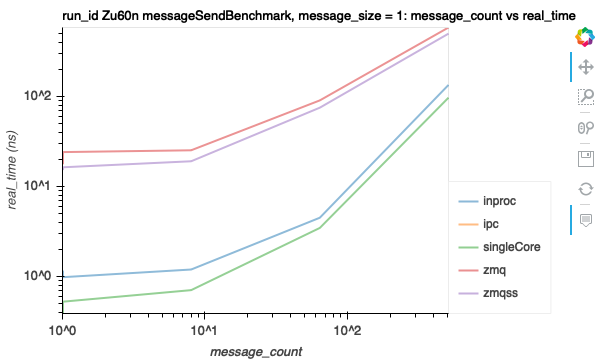 run_id Zu60n messageSendBenchmark, message_size = 1: message_count vs real_time
real_time (ns)
10^2
10^1
10^0
10^0
10^1
10^2
message_count
inproc
ipc
singleCore
zmq
zmqss